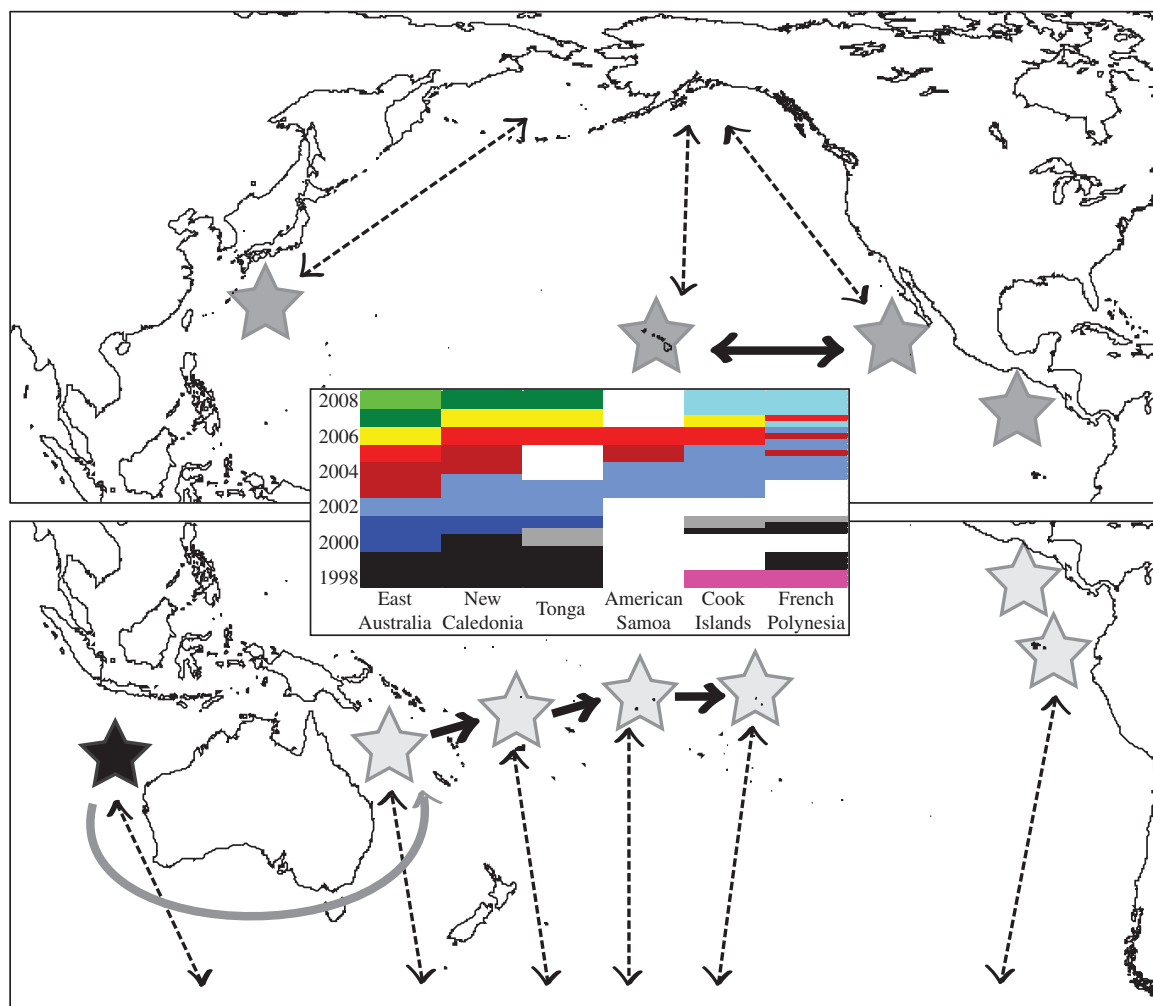 2008
2006
2004
2002
2000
1998
East Australia
New Caledonia
Tonga
American Samoa
Cook Islands
French Polynesia